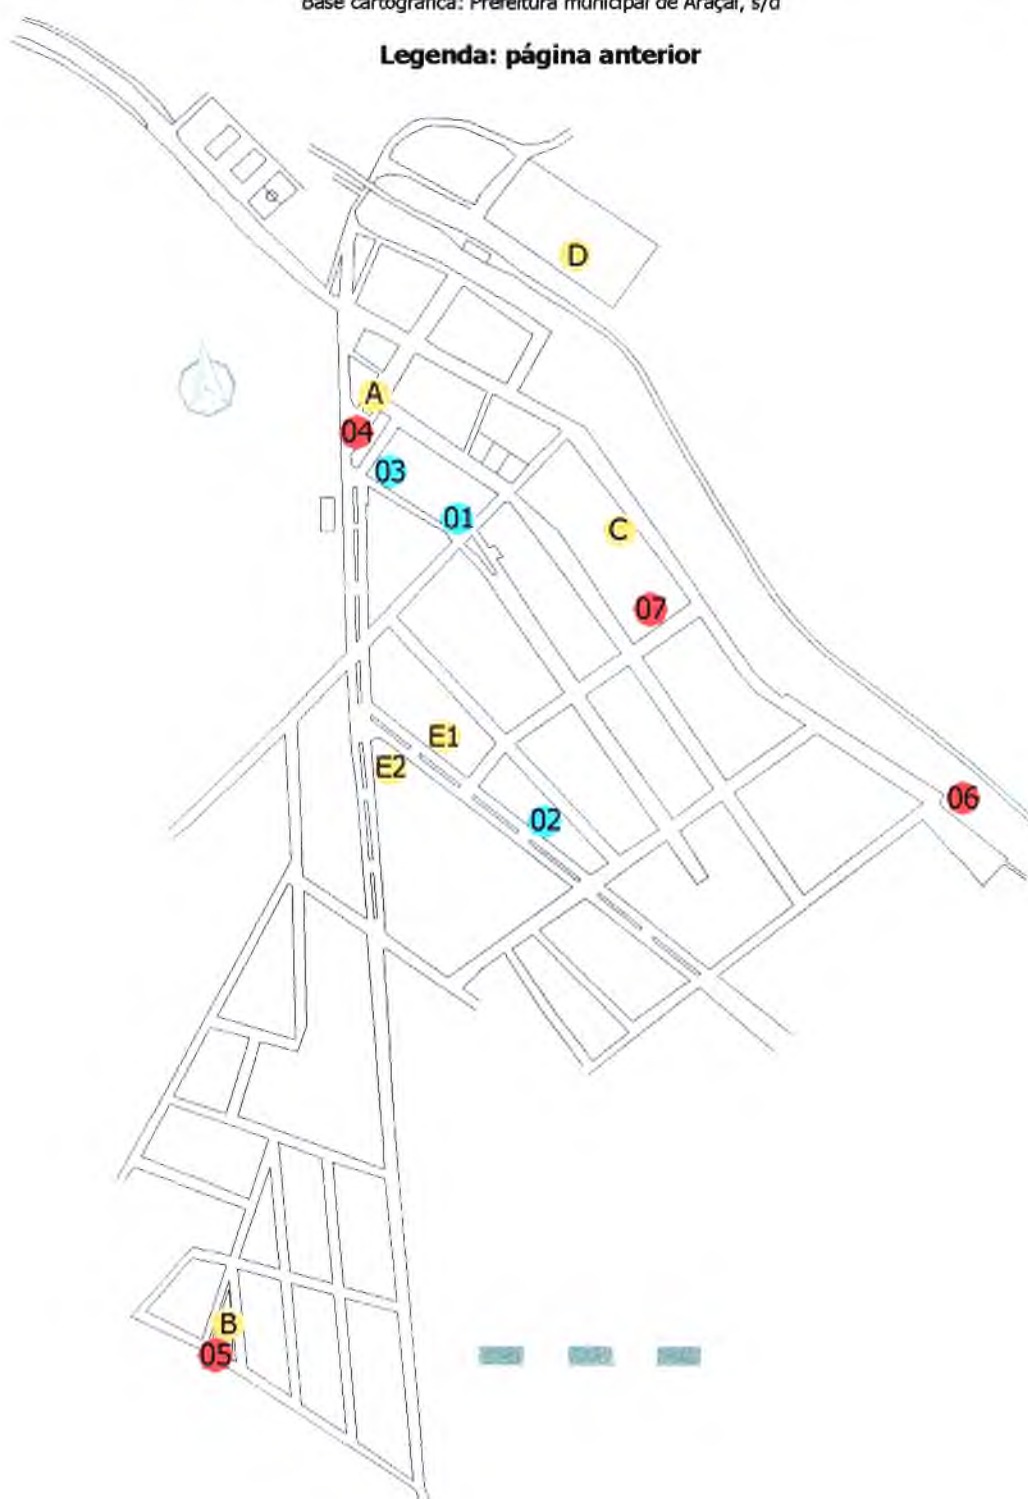 Base cartográfica: Prefeitura municipal de Araçaí, s/d
Legenda: página anterior
D
A
04
03
01
C
07
E1
E2
06
02
B
05